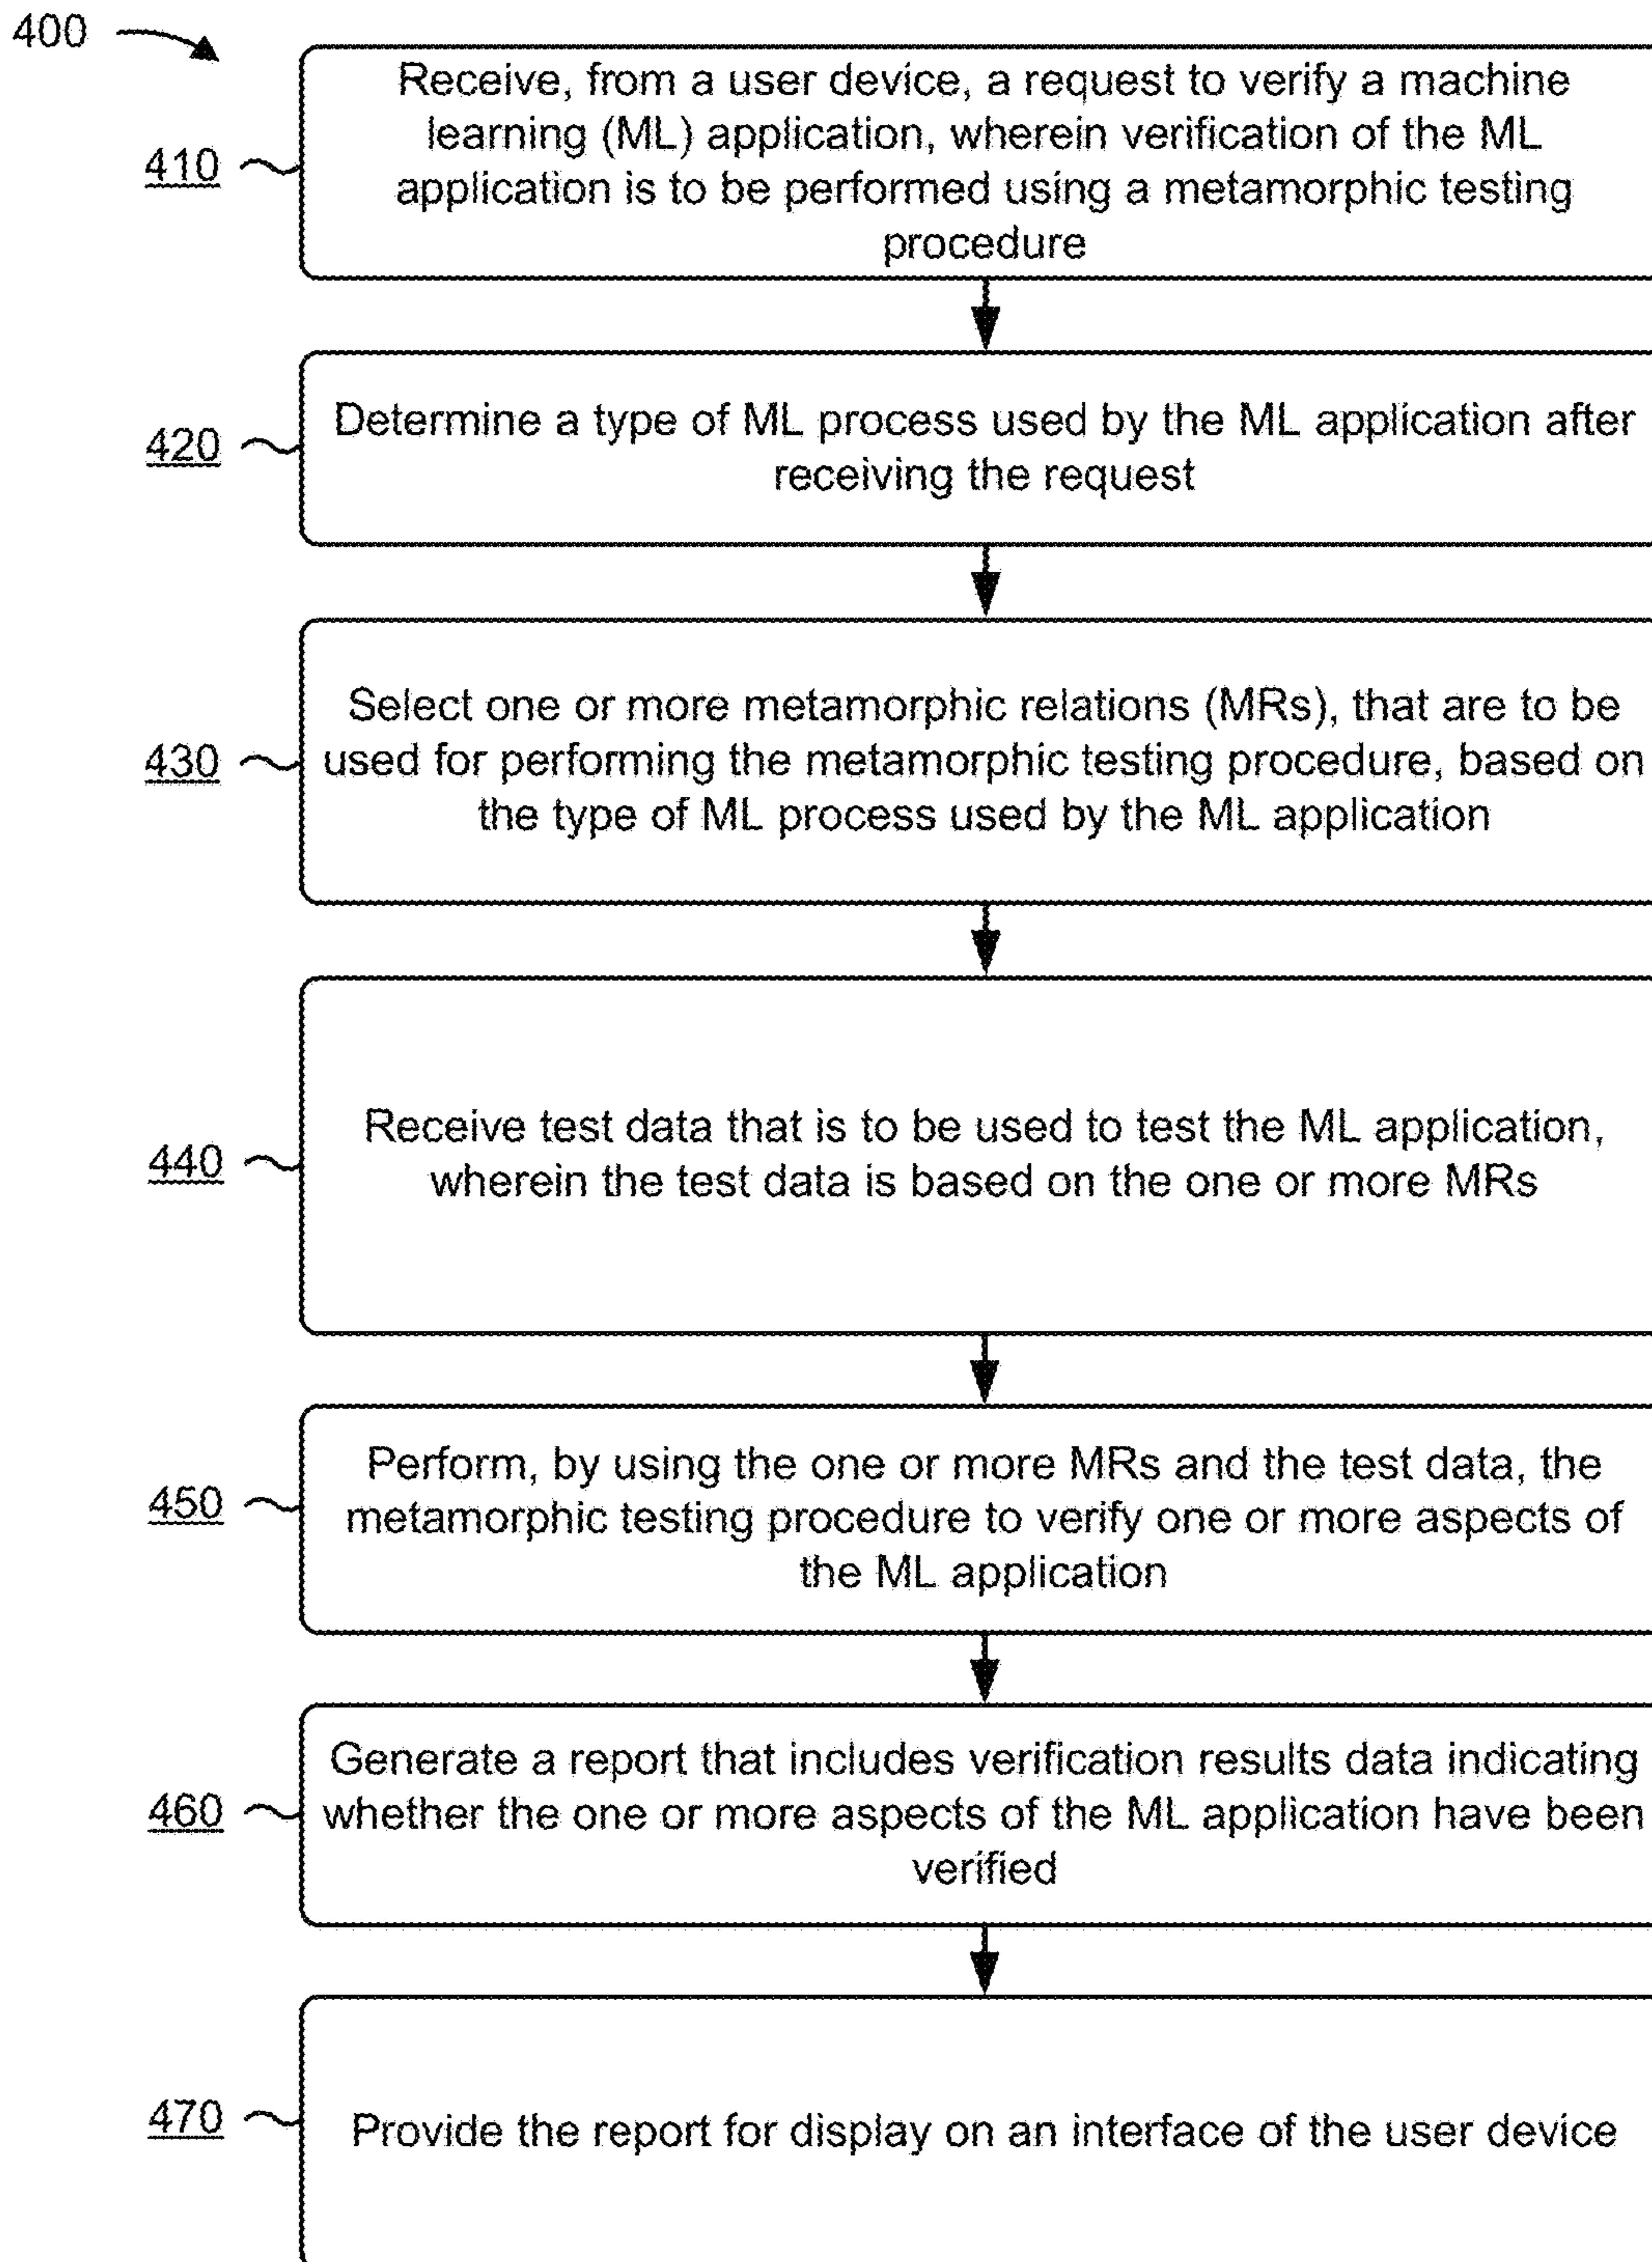 400
Receive, from a user device, a request to verify a machine
learning (ML) application, wherein verification of the ML
410
application is to be performed using a metamorphic testing
procedure
Determine a type of ML process used by the ML application after
420
receiving the request
Select one or more metamorphic relations (MRs), that are to be
430
used for performing the metamorphic testing procedure, based on
the type of ML process used by the ML application
Receive test data that is to be used to test the ML application,
440
wherein the test data is based on the one or more MRs
Perform, by using the one or more MRs and the test data, the
450
metamorphic testing procedure to verify one or more aspects of
the ML application
Generate a report that includes verification results data indicating
460
whether the one or more aspects of the ML application have been
verified
470
Provide the report for display on an interface of the user device